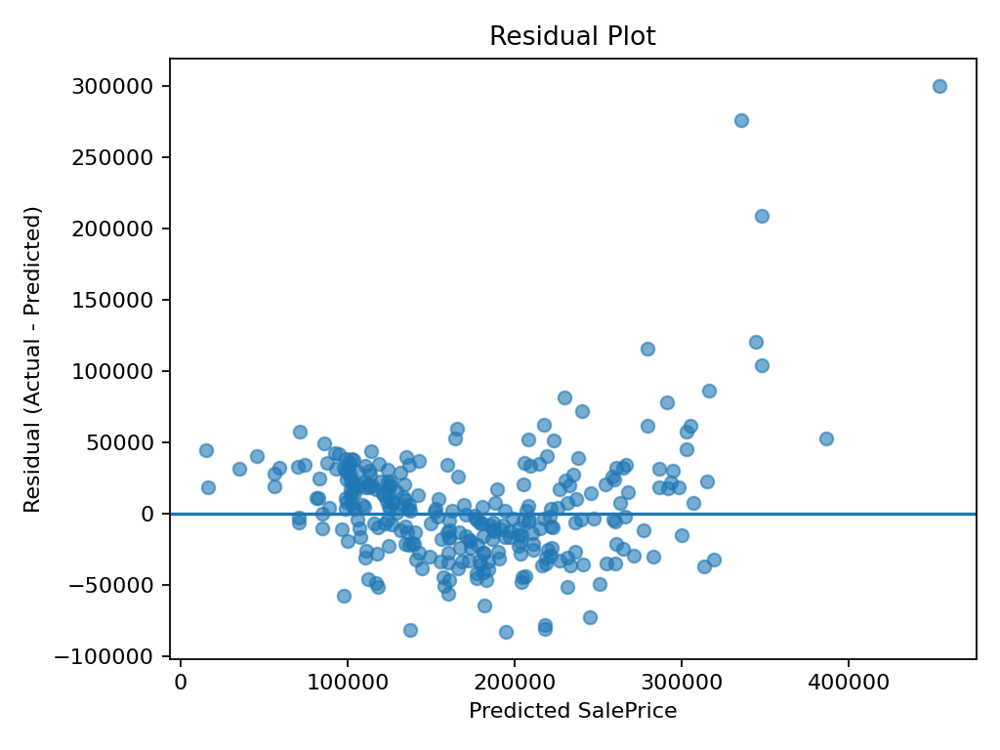 Residual Plot
Residual (Actual - Predicted)
300000
250000
200000
150000
100000
50000
0
−50000
−100000
0 100000 200000 300000 400000
Predicted SalePrice